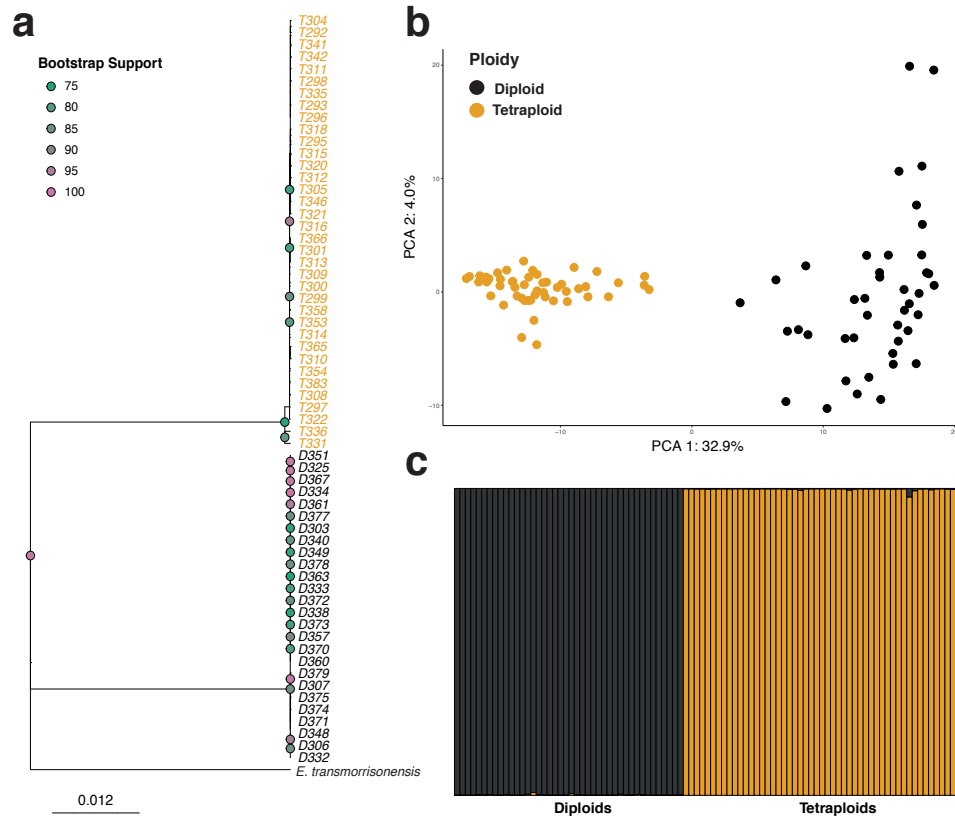 a
Bootstrap Support
75
80
85
90
95
100
T304
T292
T341
T342
T311
T298
T335
T293
T296
T318
T295
T315
T320
T312
T305
T346
T321
T316
T366
T301
T313
T309
T300
T299
T358
T353
T314
T365
T310
T354
T383
T308
T297
T322
T336
T331
D351
D325
D367
D334
D361
D377
D303
D340
D349
D378
D363
D333
D372
D338
D373
D357
D370
D360
D379
D307
D375
D374
D371
D348
D306
D332
E. transmorrisonensis
0.012
b
Ploidy
Diploid
Tetraploid
PCA 2: 4.0%
20
10
0
−10
−10
0
10
20
PCA 1: 32.9%
c
Diploids
Tetraploids